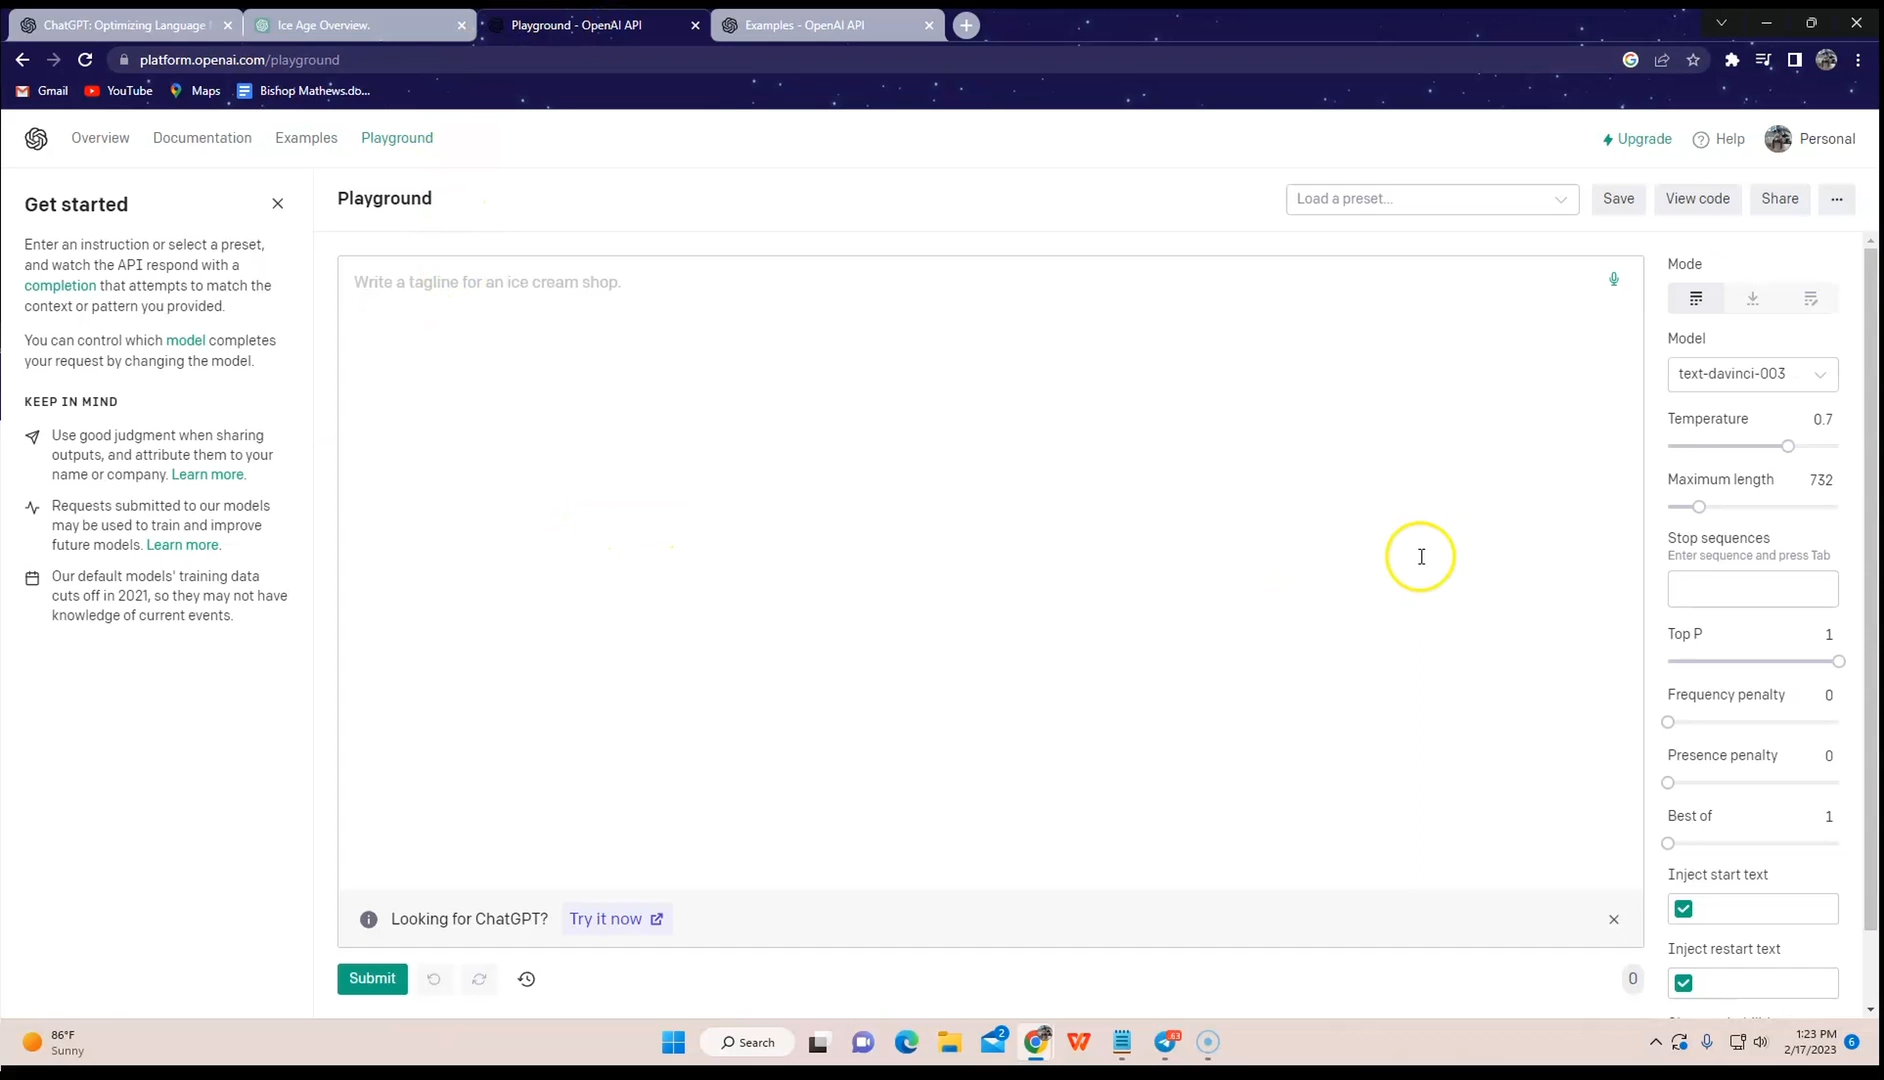 ChatGPT: Optimizing Language
Ice Age Overview.
Playground - OpenAI API
Examples - OpenAI API
platform.openai.com/playground
Gmail
YouTube
Maps
Bishop Mathews.do...
Overview
Documentation
Examples
Playground
Upgrade
Help
Personal
Get started
Enter an instruction or select a preset,
and watch the API respond with a
completion that attempts to match the
context or pattern you provided.
You can control which model completes
your request by changing the model.
KEEP IN MIND
Use good judgment when sharing
outputs, and attribute them to your
name or company. Learn more.
Requests submitted to our models
may be used to train and improve
future models. Learn more.
Our default models' training data
cuts off in 2021, so they may not have
knowledge of current events.
Playground
Load a preset...
Save
View code
Share
...
Write a tagline for an ice cream shop.
Looking for ChatGPT?
Try it now
Submit
0
Mode
Model
text-davinci-003
Temperature 0.7
Maximum length 732
Stop sequences
Enter sequence and press Tab
Top P 1
Frequency penalty 0
Presence penalty 0
Best of 1
Inject start text
Inject restart text
86°F
Sunny
Search
2
63
1:23 PM
2/17/2023
6